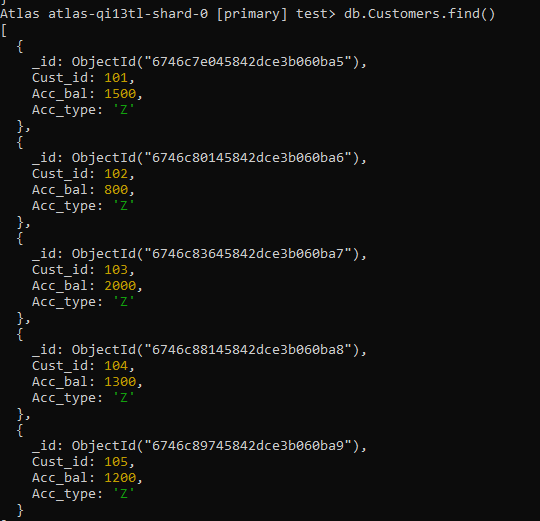 Atlas atlas-qi13tl-shard-0 [primary] test> db.Customers.find()
[
  {
    _id: ObjectId("6746c7e045842dce3b060ba5"),
    Cust_id: 101,
    Acc_bal: 1500,
    Acc_type: 'Z'
  },
  {
    _id: ObjectId("6746c80145842dce3b060ba6"),
    Cust_id: 102,
    Acc_bal: 800,
    Acc_type: 'Z'
  },
  {
    _id: ObjectId("6746c83645842dce3b060ba7"),
    Cust_id: 103,
    Acc_bal: 2000,
    Acc_type: 'Z'
  },
  {
    _id: ObjectId("6746c88145842dce3b060ba8"),
    Cust_id: 104,
    Acc_bal: 1300,
    Acc_type: 'Z'
  },
  {
    _id: ObjectId("6746c89745842dce3b060ba9"),
    Cust_id: 105,
    Acc_bal: 1200,
    Acc_type: 'Z'
  }